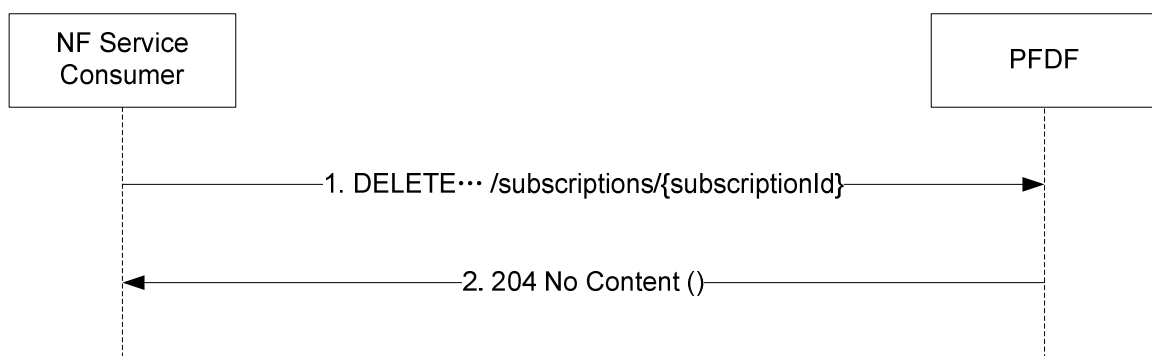 NF Service
Consumer
PFDF
1. DELETE··· /subscriptions/{subscriptionId}
2. 204 No Content ()